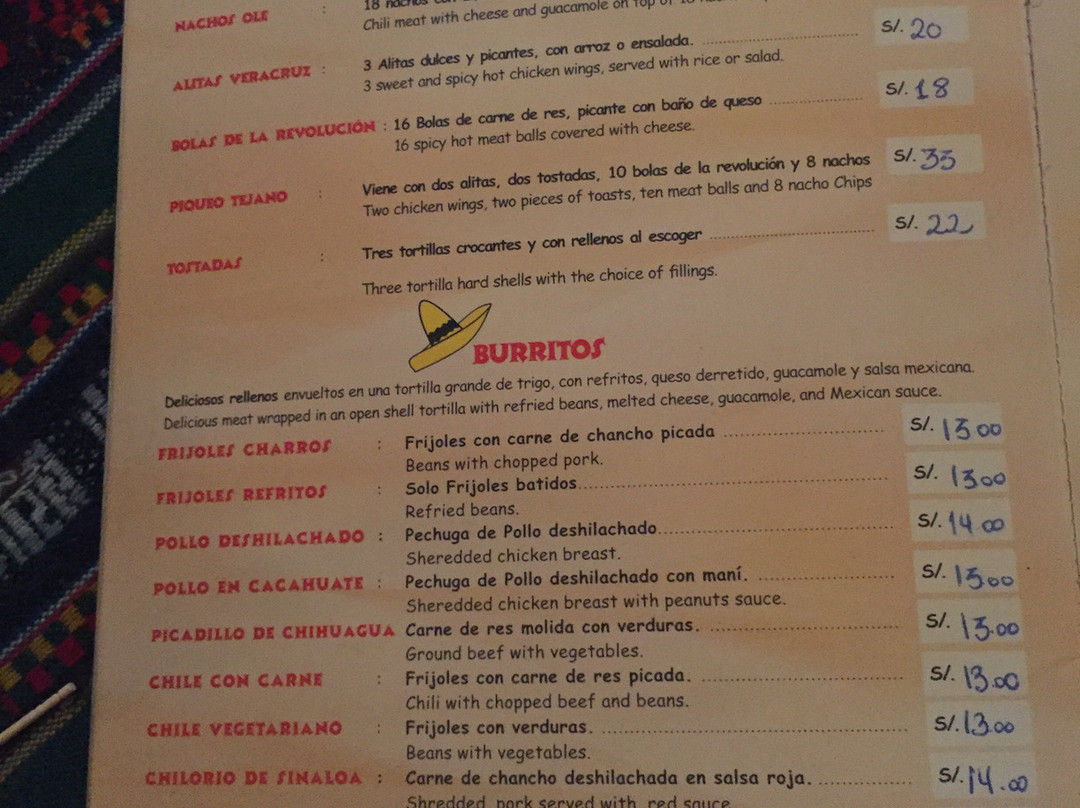 NACHOS OLE : 18 nachos con
Chili meat with cheese and guacamole on top of 18
S/. 20
ALITAS VERACRUZ : 3 Alitas dulces y picantes, con arroz o ensalada.
3 sweet and spicy hot chicken wings, served with rice or salad.
S/. 18
BOLAS DE LA REVOLUCIÓN : 16 Bolas de carne de res, picante con baño de queso
16 spicy hot meat balls covered with cheese.
S/. 33
PIQUEO TEJANO : Viene con dos alitas, dos tostadas, 10 bolas de la revolución y 8 nachos
Two chicken wings, two pieces of toasts, ten meat balls and 8 nacho Chips
S/. 22
TOSTADAS : Tres tortillas crocantes y con rellenos al escoger
Three tortilla hard shells with the choice of fillings.
BURRITOS
Deliciosos rellenos envueltos en una tortilla grande de trigo, con refritos, queso derretido, guacamole y salsa mexicana.
Delicious meat wrapped in an open shell tortilla with refried beans, melted cheese, guacamole, and Mexican sauce.
FRIJOLES CHARROS : Frijoles con carne de chancho picada S/. 13 00
Beans with chopped pork.
FRIJOLES REFRITOS : Solo Frijoles batidos S/. 13 00
Refried beans.
POLLO DESHILACHADO : Pechuga de Pollo deshilachado S/. 14 00
Sheredded chicken breast.
POLLO EN CACAHUATE : Pechuga de Pollo deshilachado con maní. S/. 15 00
Sheredded chicken breast with peanuts sauce.
PICADILLO DE CHIHUAGUA Carne de res molida con verduras. S/. 13.00
Ground beef with vegetables.
CHILE CON CARNE : Frijoles con carne de res picada. S/. 13.00
Chili with chopped beef and beans.
CHILE VEGETARIANO : Frijoles con verduras. S/. 13.00
Beans with vegetables.
CHILORIO DE SINALOA : Carne de chancho deshilachada en salsa roja. S/. 14.00
Shredded pork served with red sauce